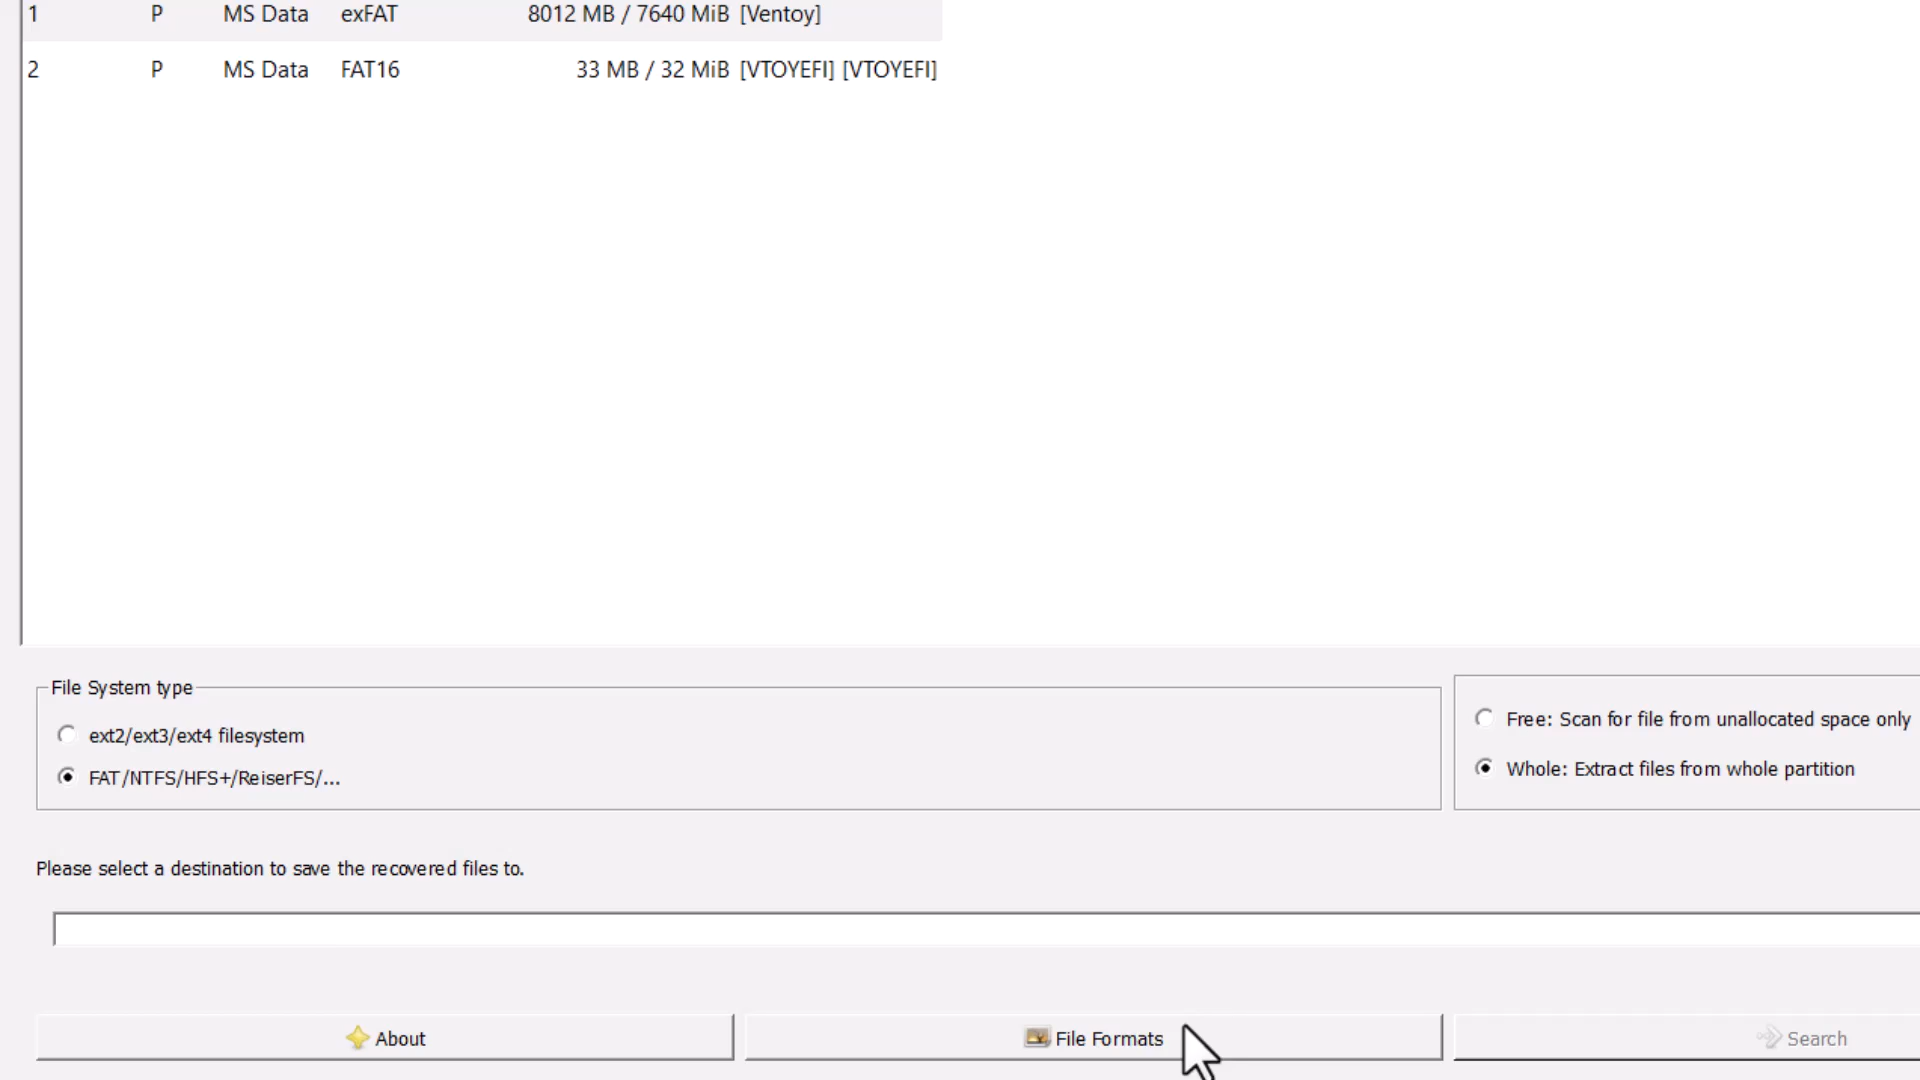 1 P MS Data exFAT 8012 MB / 7640 MiB [Ventoy]
2 P MS Data FAT16 33 MB / 32 MiB [VTOYEFI] [VTOYEFI]
File System type
ext2/ext3/ext4 filesystem
FAT/NTFS/HFS+/ReiserFS/...
Free: Scan for file from unallocated space only
Whole: Extract files from whole partition
Please select a destination to save the recovered files to.
About
File Formats
Search